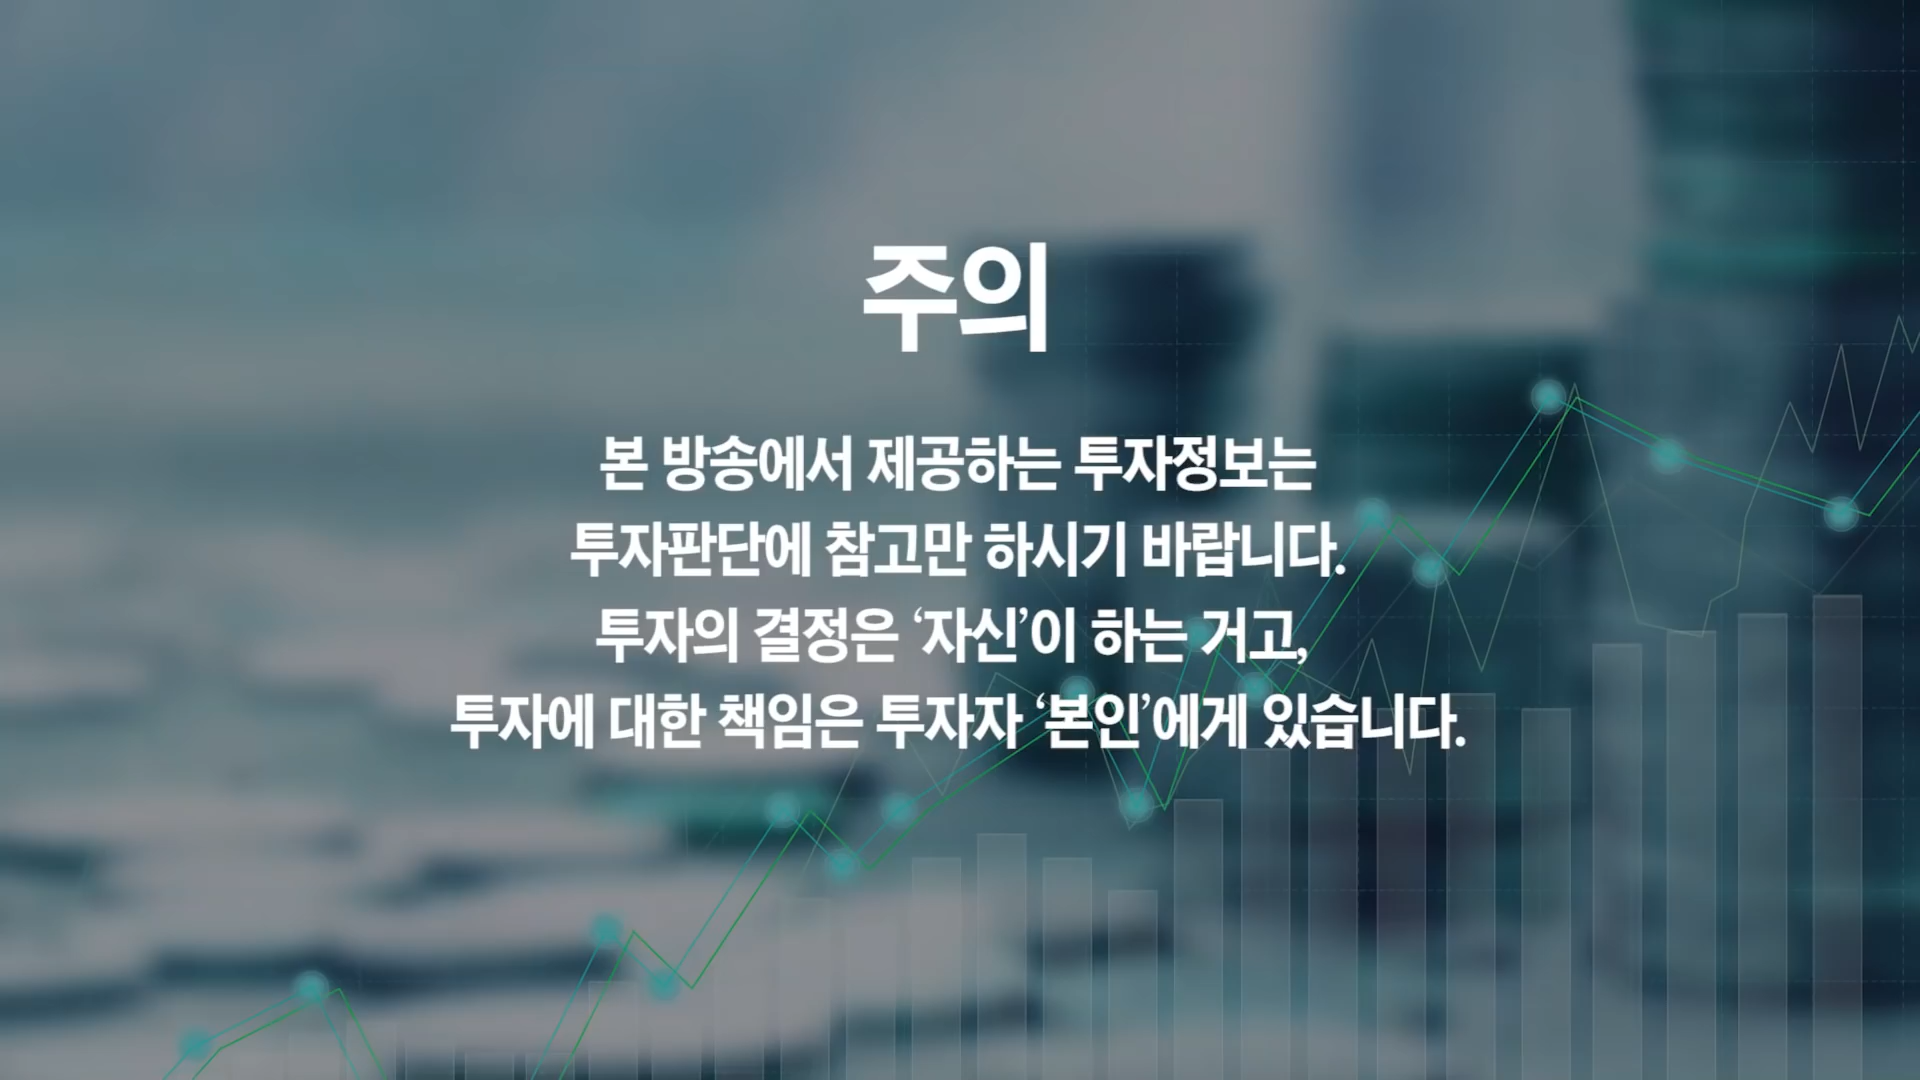 주의
본 방송에서 제공하는 투자정보는
투자판단에 참고만 하시기 바랍니다.
투자의 결정은 ‘자신’이 하는 거고,
투자에 대한 책임은 투자자 ‘본인’에게 있습니다.